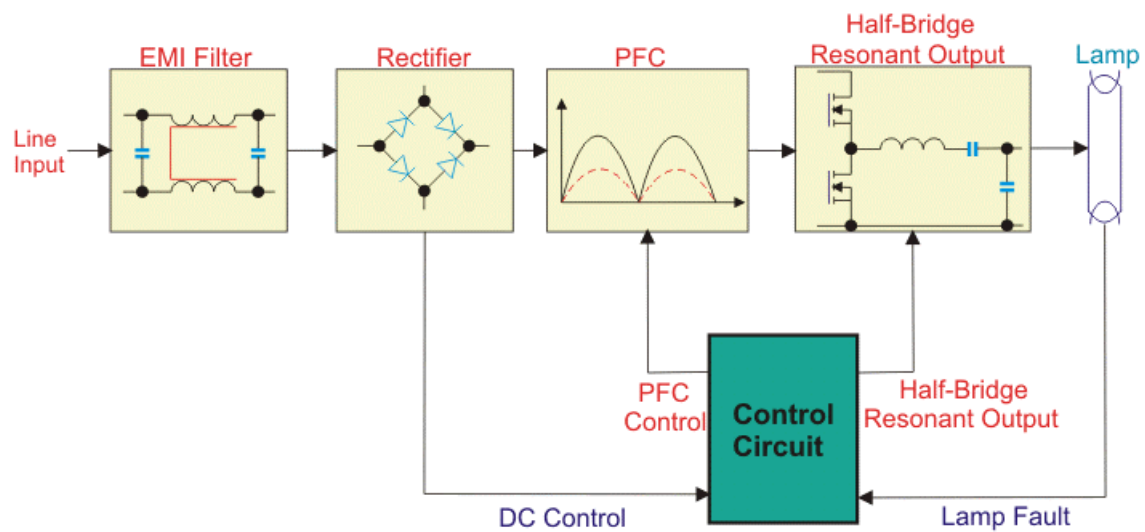 EMI Filter
Rectifier
PFC
Half-Bridge
Resonant Output
Lamp
Line
Input
PFC
Control
Control
Circuit
Half-Bridge
Resonant Output
DC Control
Lamp Fault